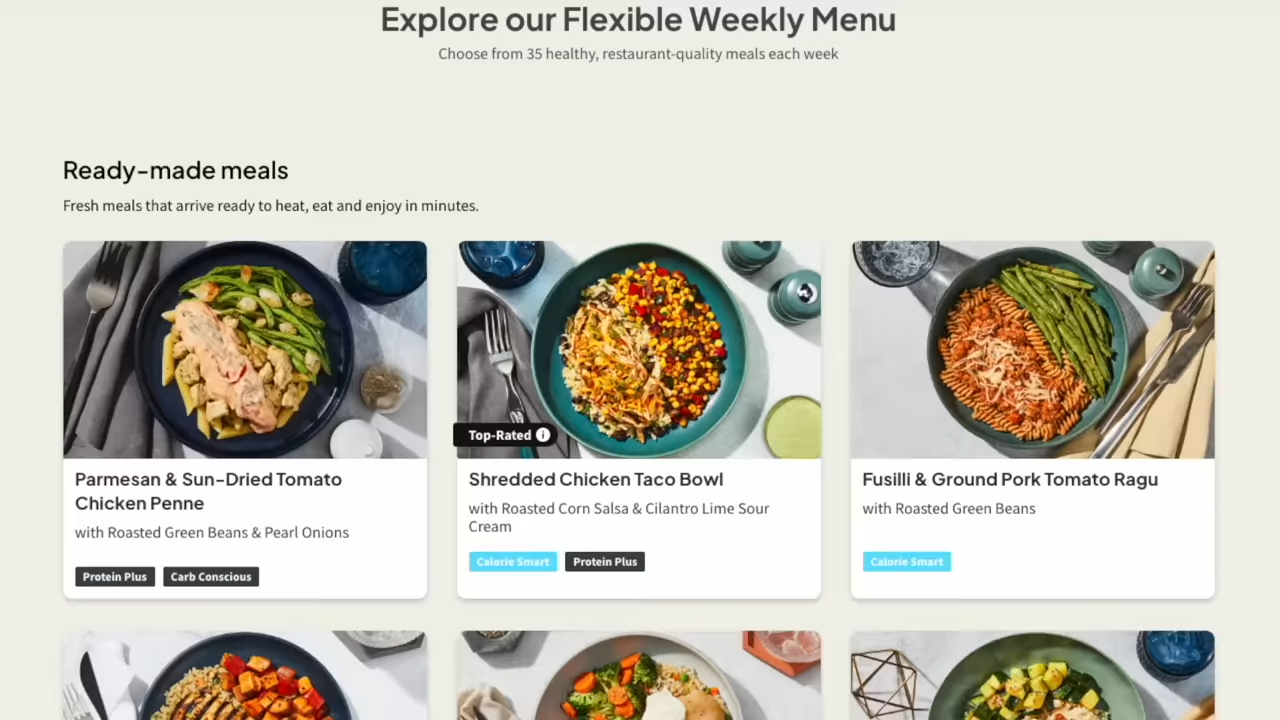 Explore our Flexible Weekly Menu
Choose from 35 healthy, restaurant-quality meals each week
Ready-made meals
Fresh meals that arrive ready to heat, eat and enjoy in minutes.
Parmesan & Sun-Dried Tomato
Chicken Penne
with Roasted Green Beans & Pearl Onions
Protein Plus Carb Conscious
Top-Rated i
Shredded Chicken Taco Bowl
with Roasted Corn Salsa & Cilantro Lime Sour
Cream
Calorie Smart Protein Plus
Fusilli & Ground Pork Tomato Ragu
with Roasted Green Beans
Calorie Smart